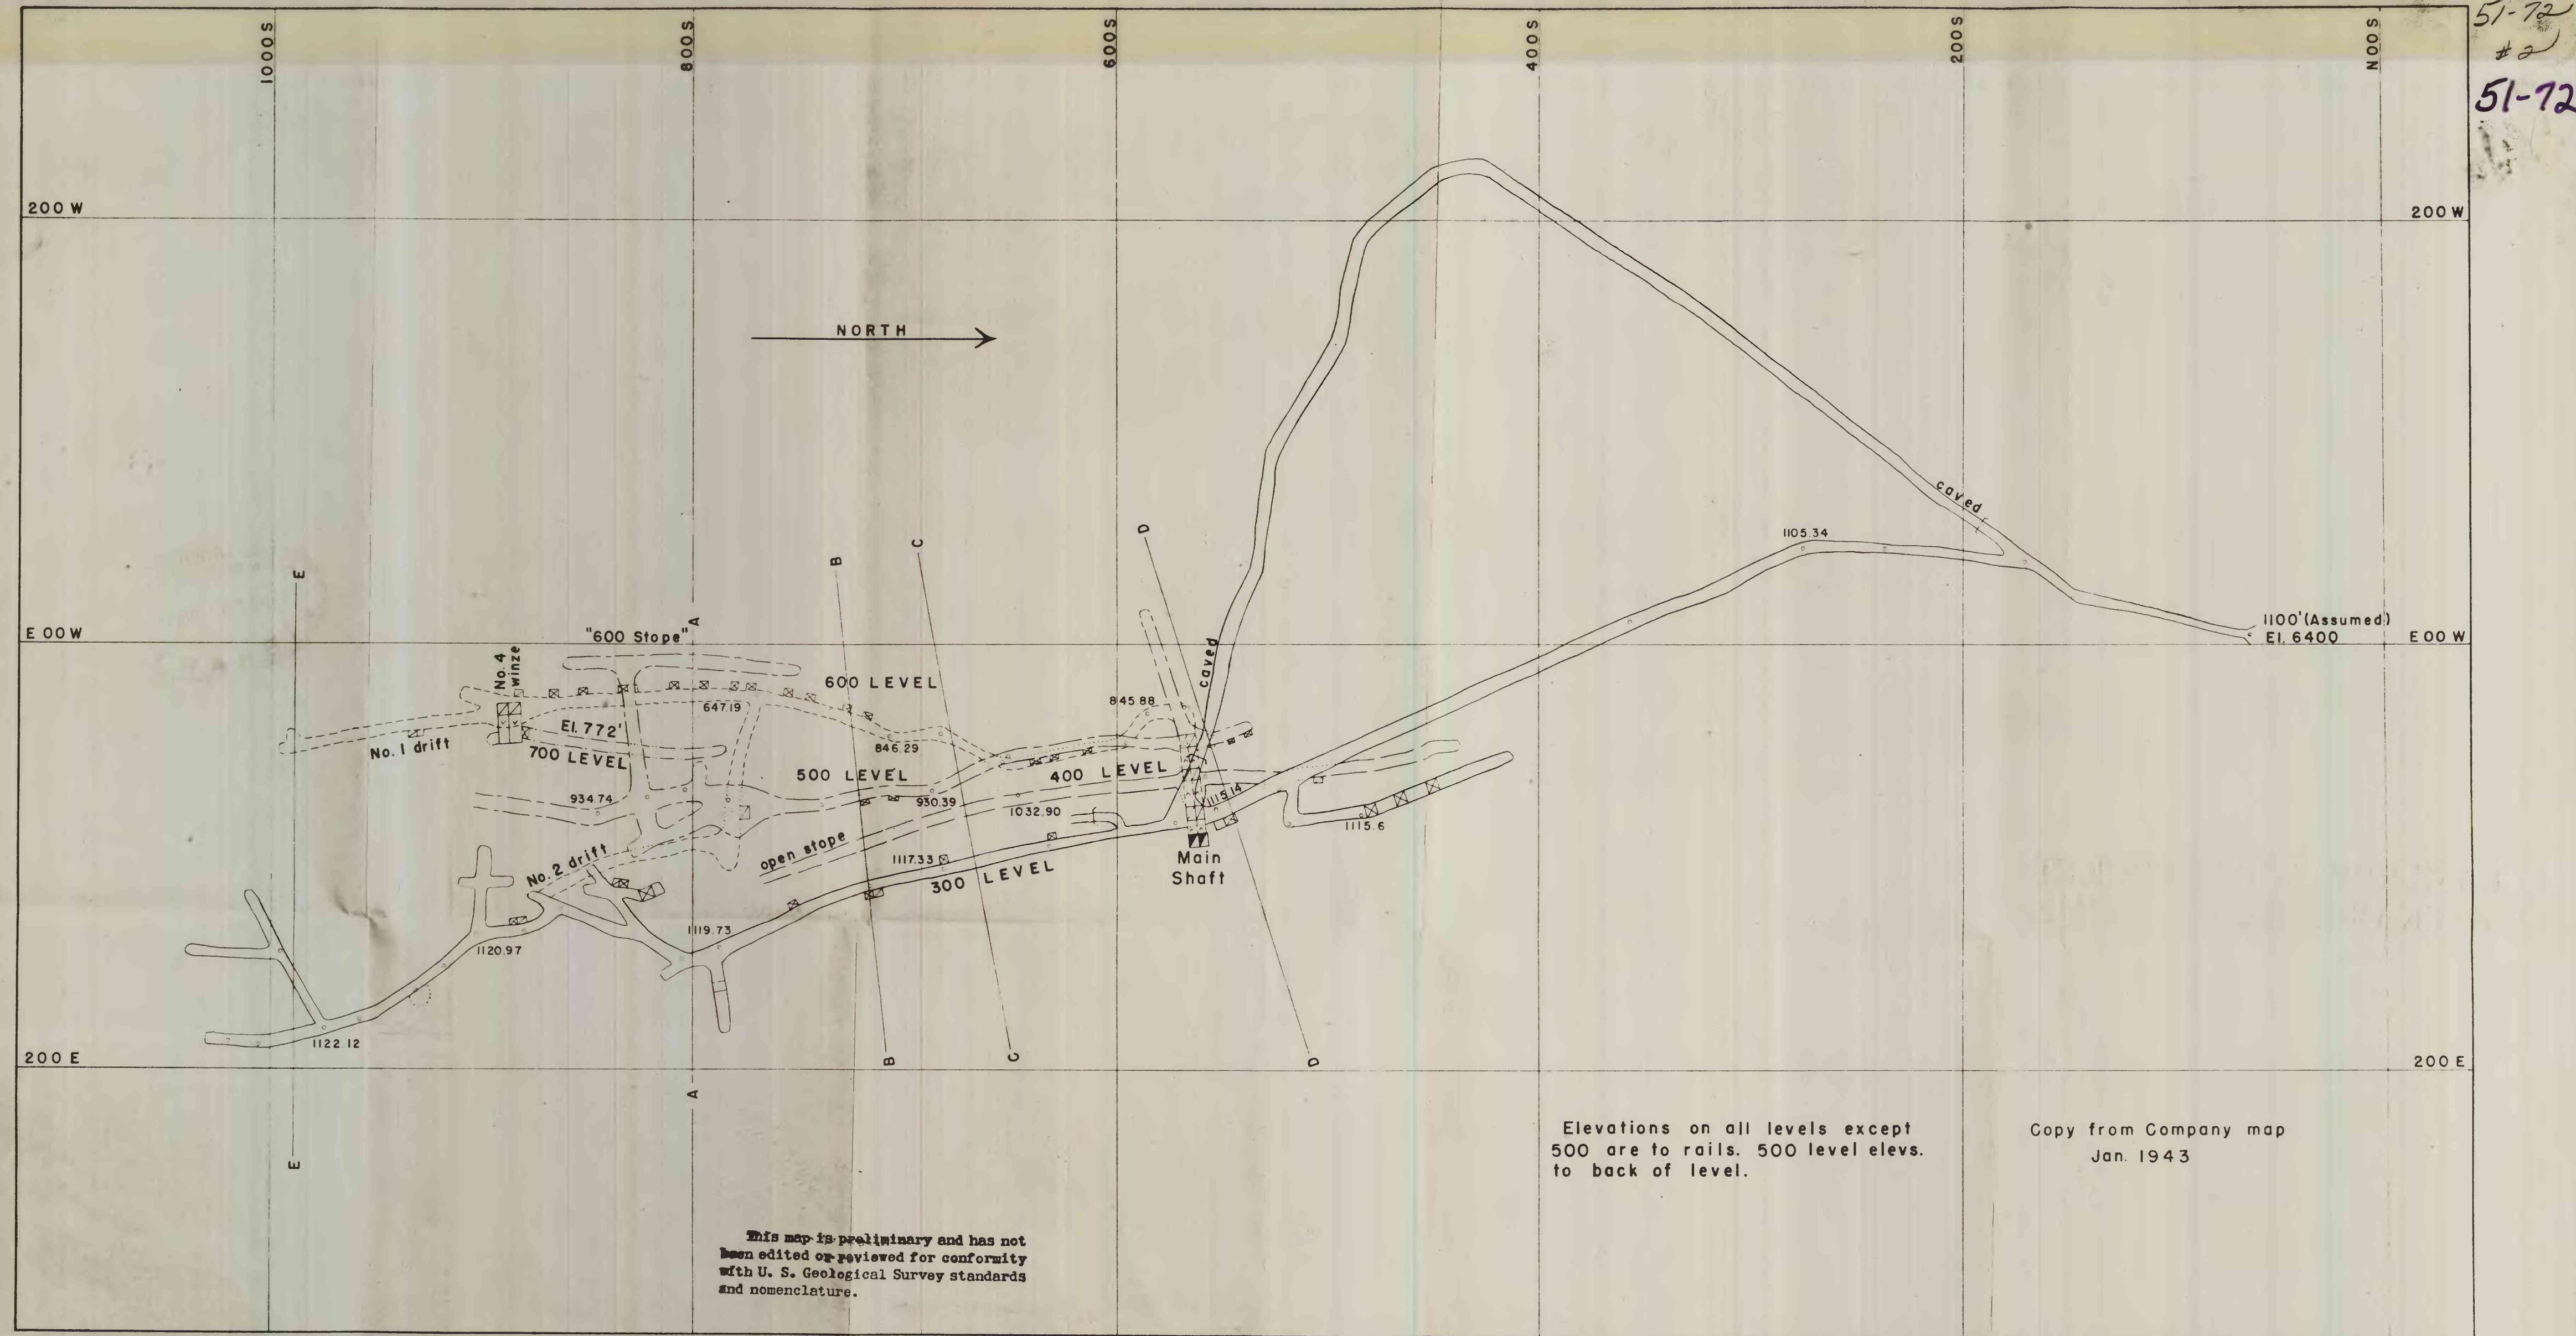 1000S
800S
600S
400S
200S
N00S
51-72
#2
51-72
200 W
200 W
NORTH
caved
1105.34
1100' (Assumed)
El. 6400
E 00 W
E 00 W
E
B
C
D
A
"600 Stope"
No. 4
winze
600 LEVEL
647.19
caved
845.88
El. 772'
No. 1 drift
700 LEVEL
846.29
500 LEVEL
400 LEVEL
934.74
930.39
1032.90
1115.14
1115.6
open stope
No. 2 drift
1117.33
300 LEVEL
Main
Shaft
1119.73
1120.97
1122.12
200 E
200 E
B
C
D
A
E
Elevations on all levels except
500 are to rails. 500 level elevs.
to back of level.
Copy from Company map
Jan. 1943
This map is preliminary and has not
been edited or reviewed for conformity
with U. S. Geological Survey standards
and nomenclature.